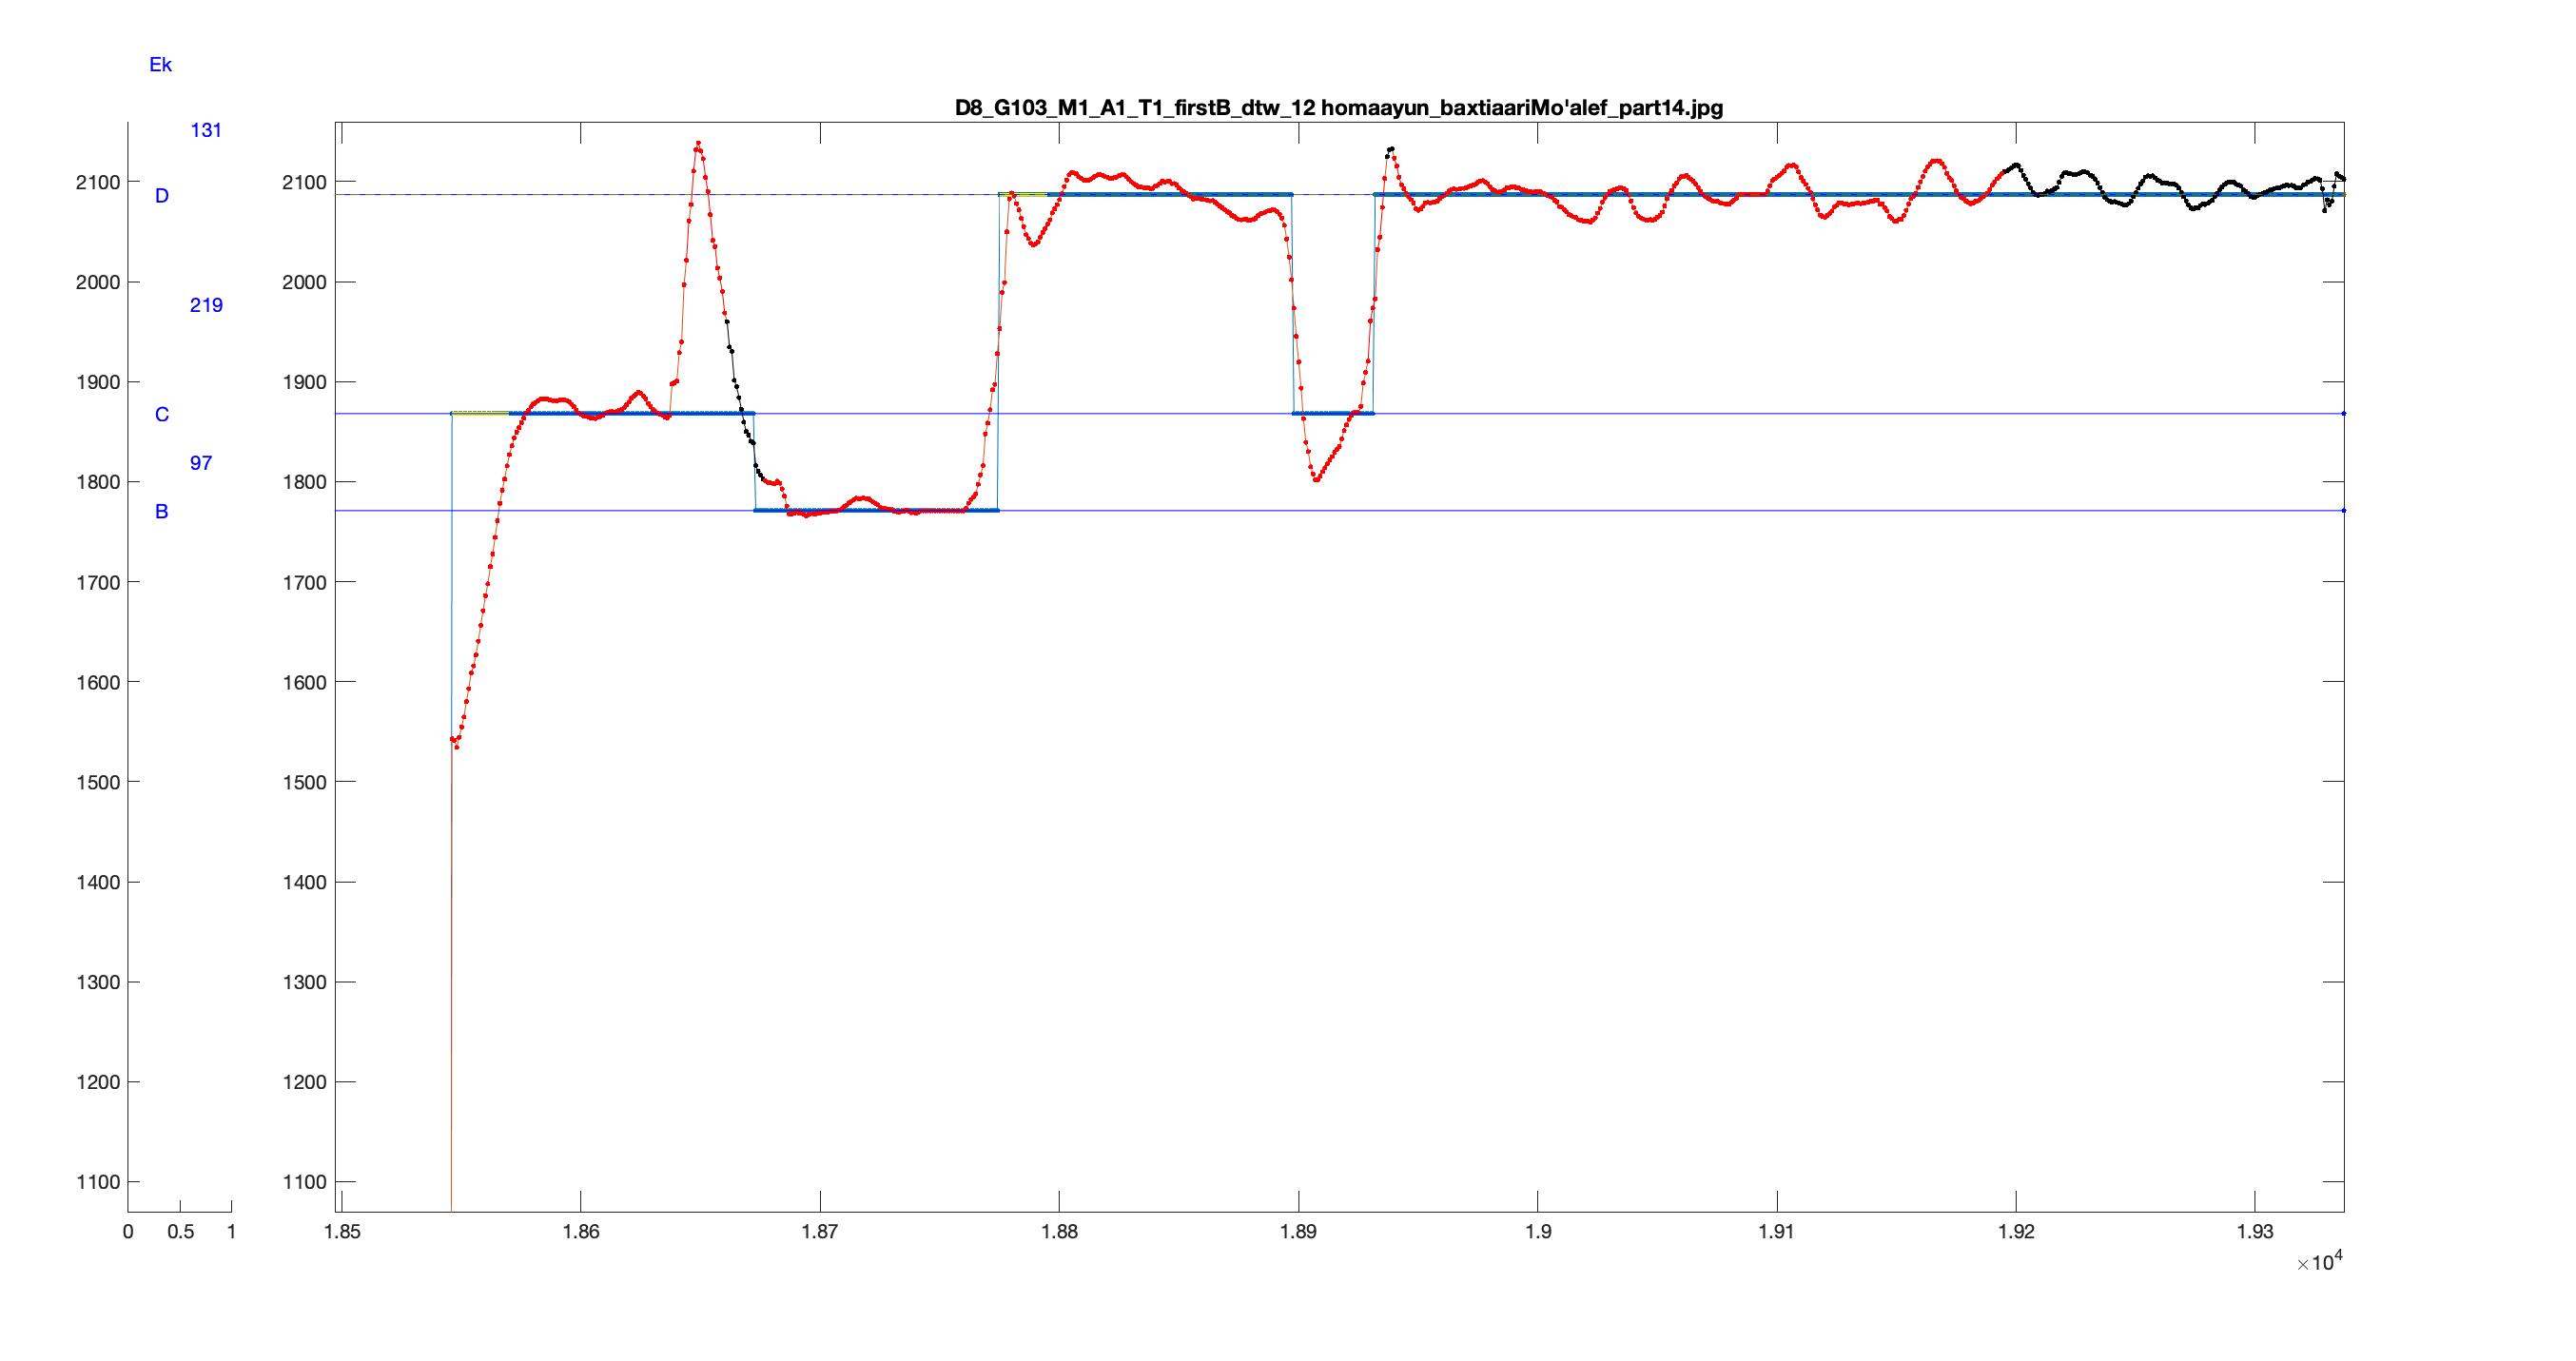 Ek
D8_G103_M1_A1_T1_firstB_dtw_12 homaayun_baxtiaariMo'alef_part14.jpg
131
2100 D 2100
2000 219 2000
1900 1900
C
97
1800 1800
B
1700 1700
1600 1600
1500 1500
1400 1400
1300 1300
1200 1200
1100 1100
0 0.5 1 1.85 1.86 1.87 1.88 1.89 1.9 1.91 1.92 1.93
×10⁴